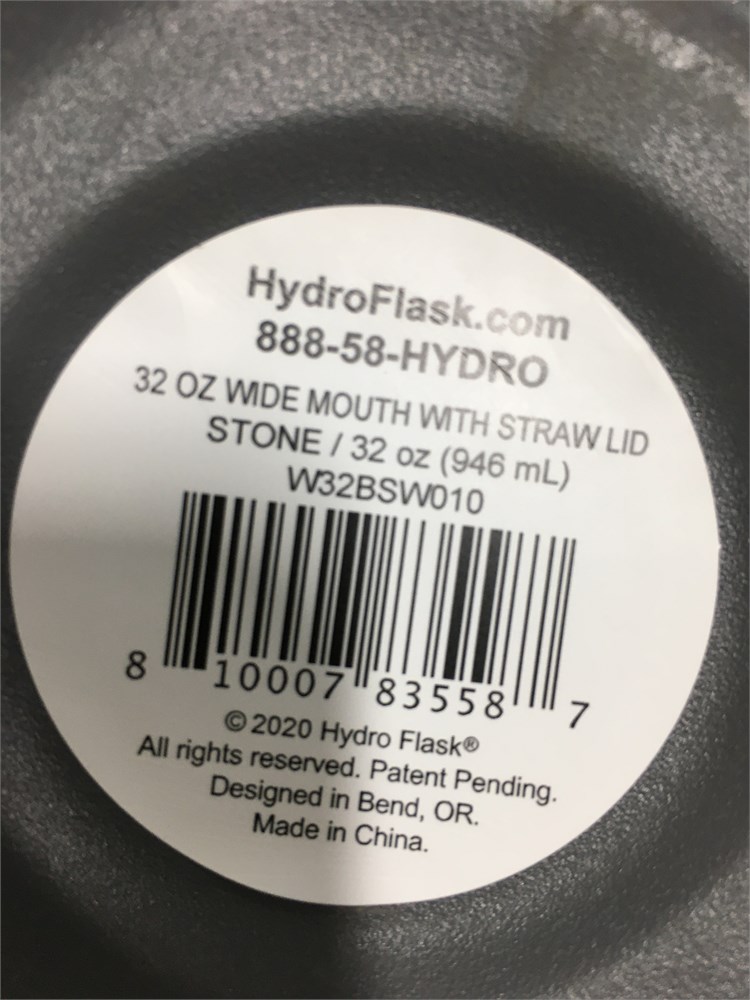 HydroFlask.com
888-58-HYDRO
32 OZ WIDE MOUTH WITH STRAW LID
STONE / 32 oz (946 mL)
W32BSW010
8 10007 83558 7
© 2020 Hydro Flask®
All rights reserved. Patent Pending.
Designed in Bend, OR.
Made in China.